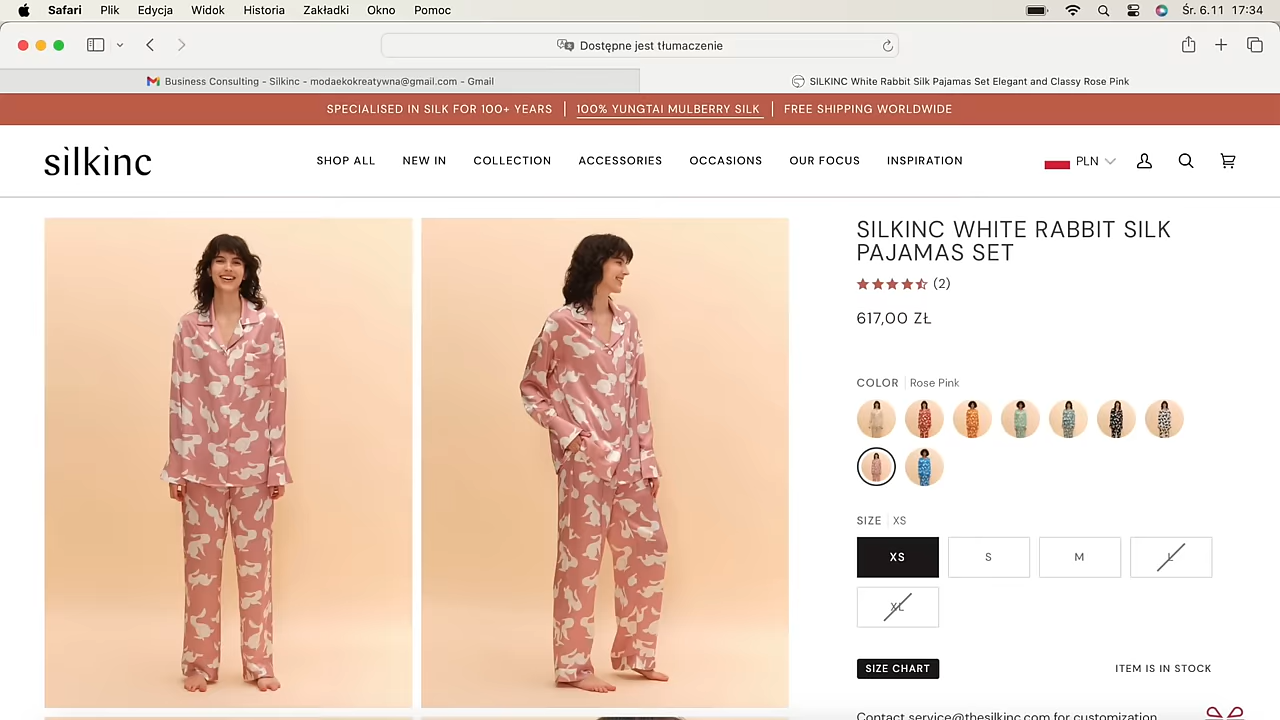 Safari Plik Edycja Widok Historia Zakładki Okno Pomoc Śr. 6.11 17:34
Dostępne jest tłumaczenie
Business Consulting - Silkinc - modaekokreatywna@gmail.com - Gmail
SILKINC White Rabbit Silk Pajamas Set Elegant and Classy Rose Pink
SPECIALISED IN SILK FOR 100+ YEARS | 100% YUNGTAI MULBERRY SILK | FREE SHIPPING WORLDWIDE
sìlkìnc
SHOP ALL NEW IN COLLECTION ACCESSORIES OCCASIONS OUR FOCUS INSPIRATION PLN
SILKINC WHITE RABBIT SILK
PAJAMAS SET
(2)
617,00 ZŁ
COLOR | Rose Pink
SIZE | XS
XS S M L
XL
SIZE CHART ITEM IS IN STOCK
Contact service@thesilkinc.com for customization